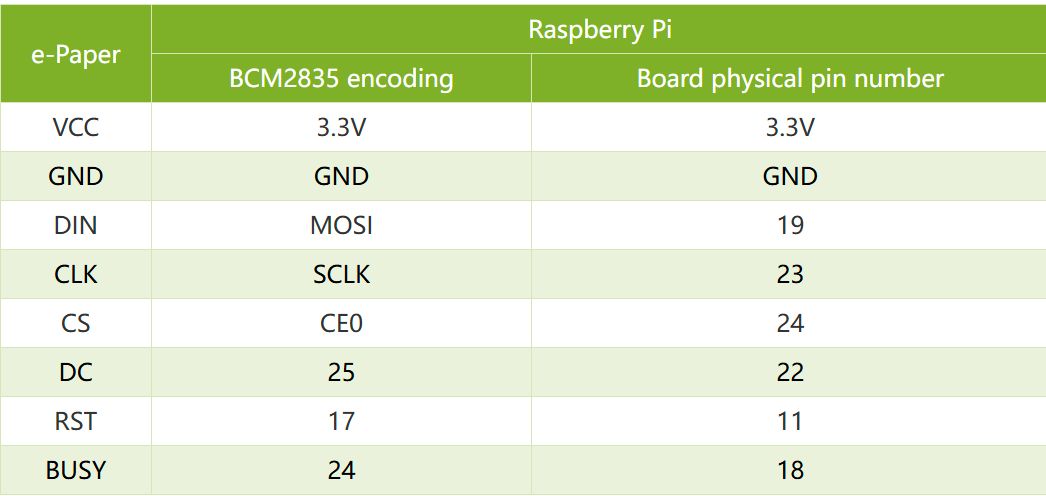 e-Paper Raspberry Pi
BCM2835 encoding Board physical pin number
VCC 3.3V 3.3V
GND GND GND
DIN MOSI 19
CLK SCLK 23
CS CE0 24
DC 25 22
RST 17 11
BUSY 24 18